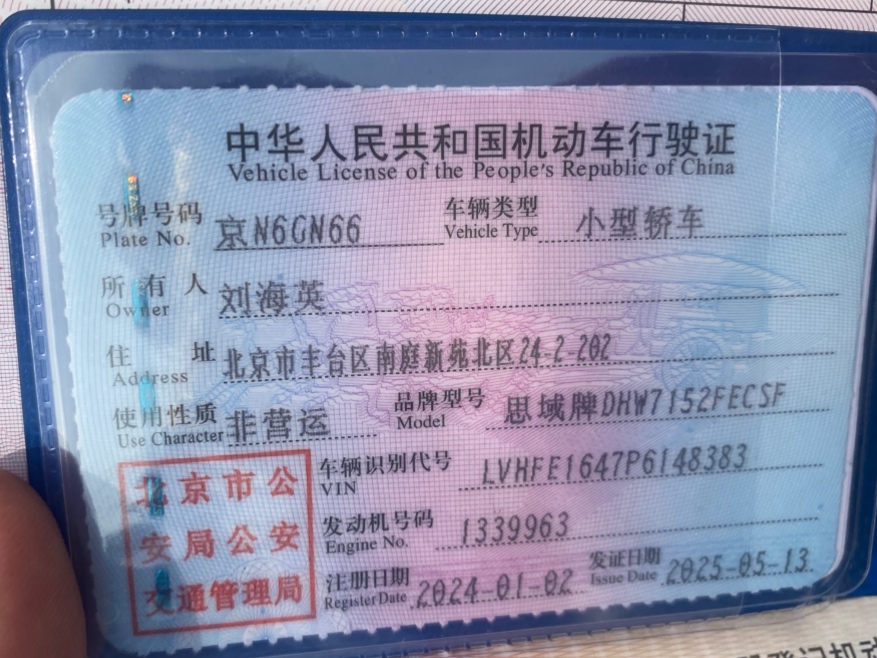 中华人民共和国机动车行驶证
Vehicle License of the People's Republic of China
号牌号码 京N6GN66 车辆类型 小型轿车
Plate No. Vehicle Type
所有人 刘海英
Owner
住址 北京市丰台区南庭新苑北区24-2-202
Address
使用性质 非营运 品牌型号 思域牌DHW7152FECSF
Use Character Model
北京市公
安局公安
交通管理局
车辆识别代号 LVHFE1647P6148383
VIN
发动机号码 1339963
Engine No.
注册日期 2024-01-02 发证日期 2025-05-13
Register Date Issue Date